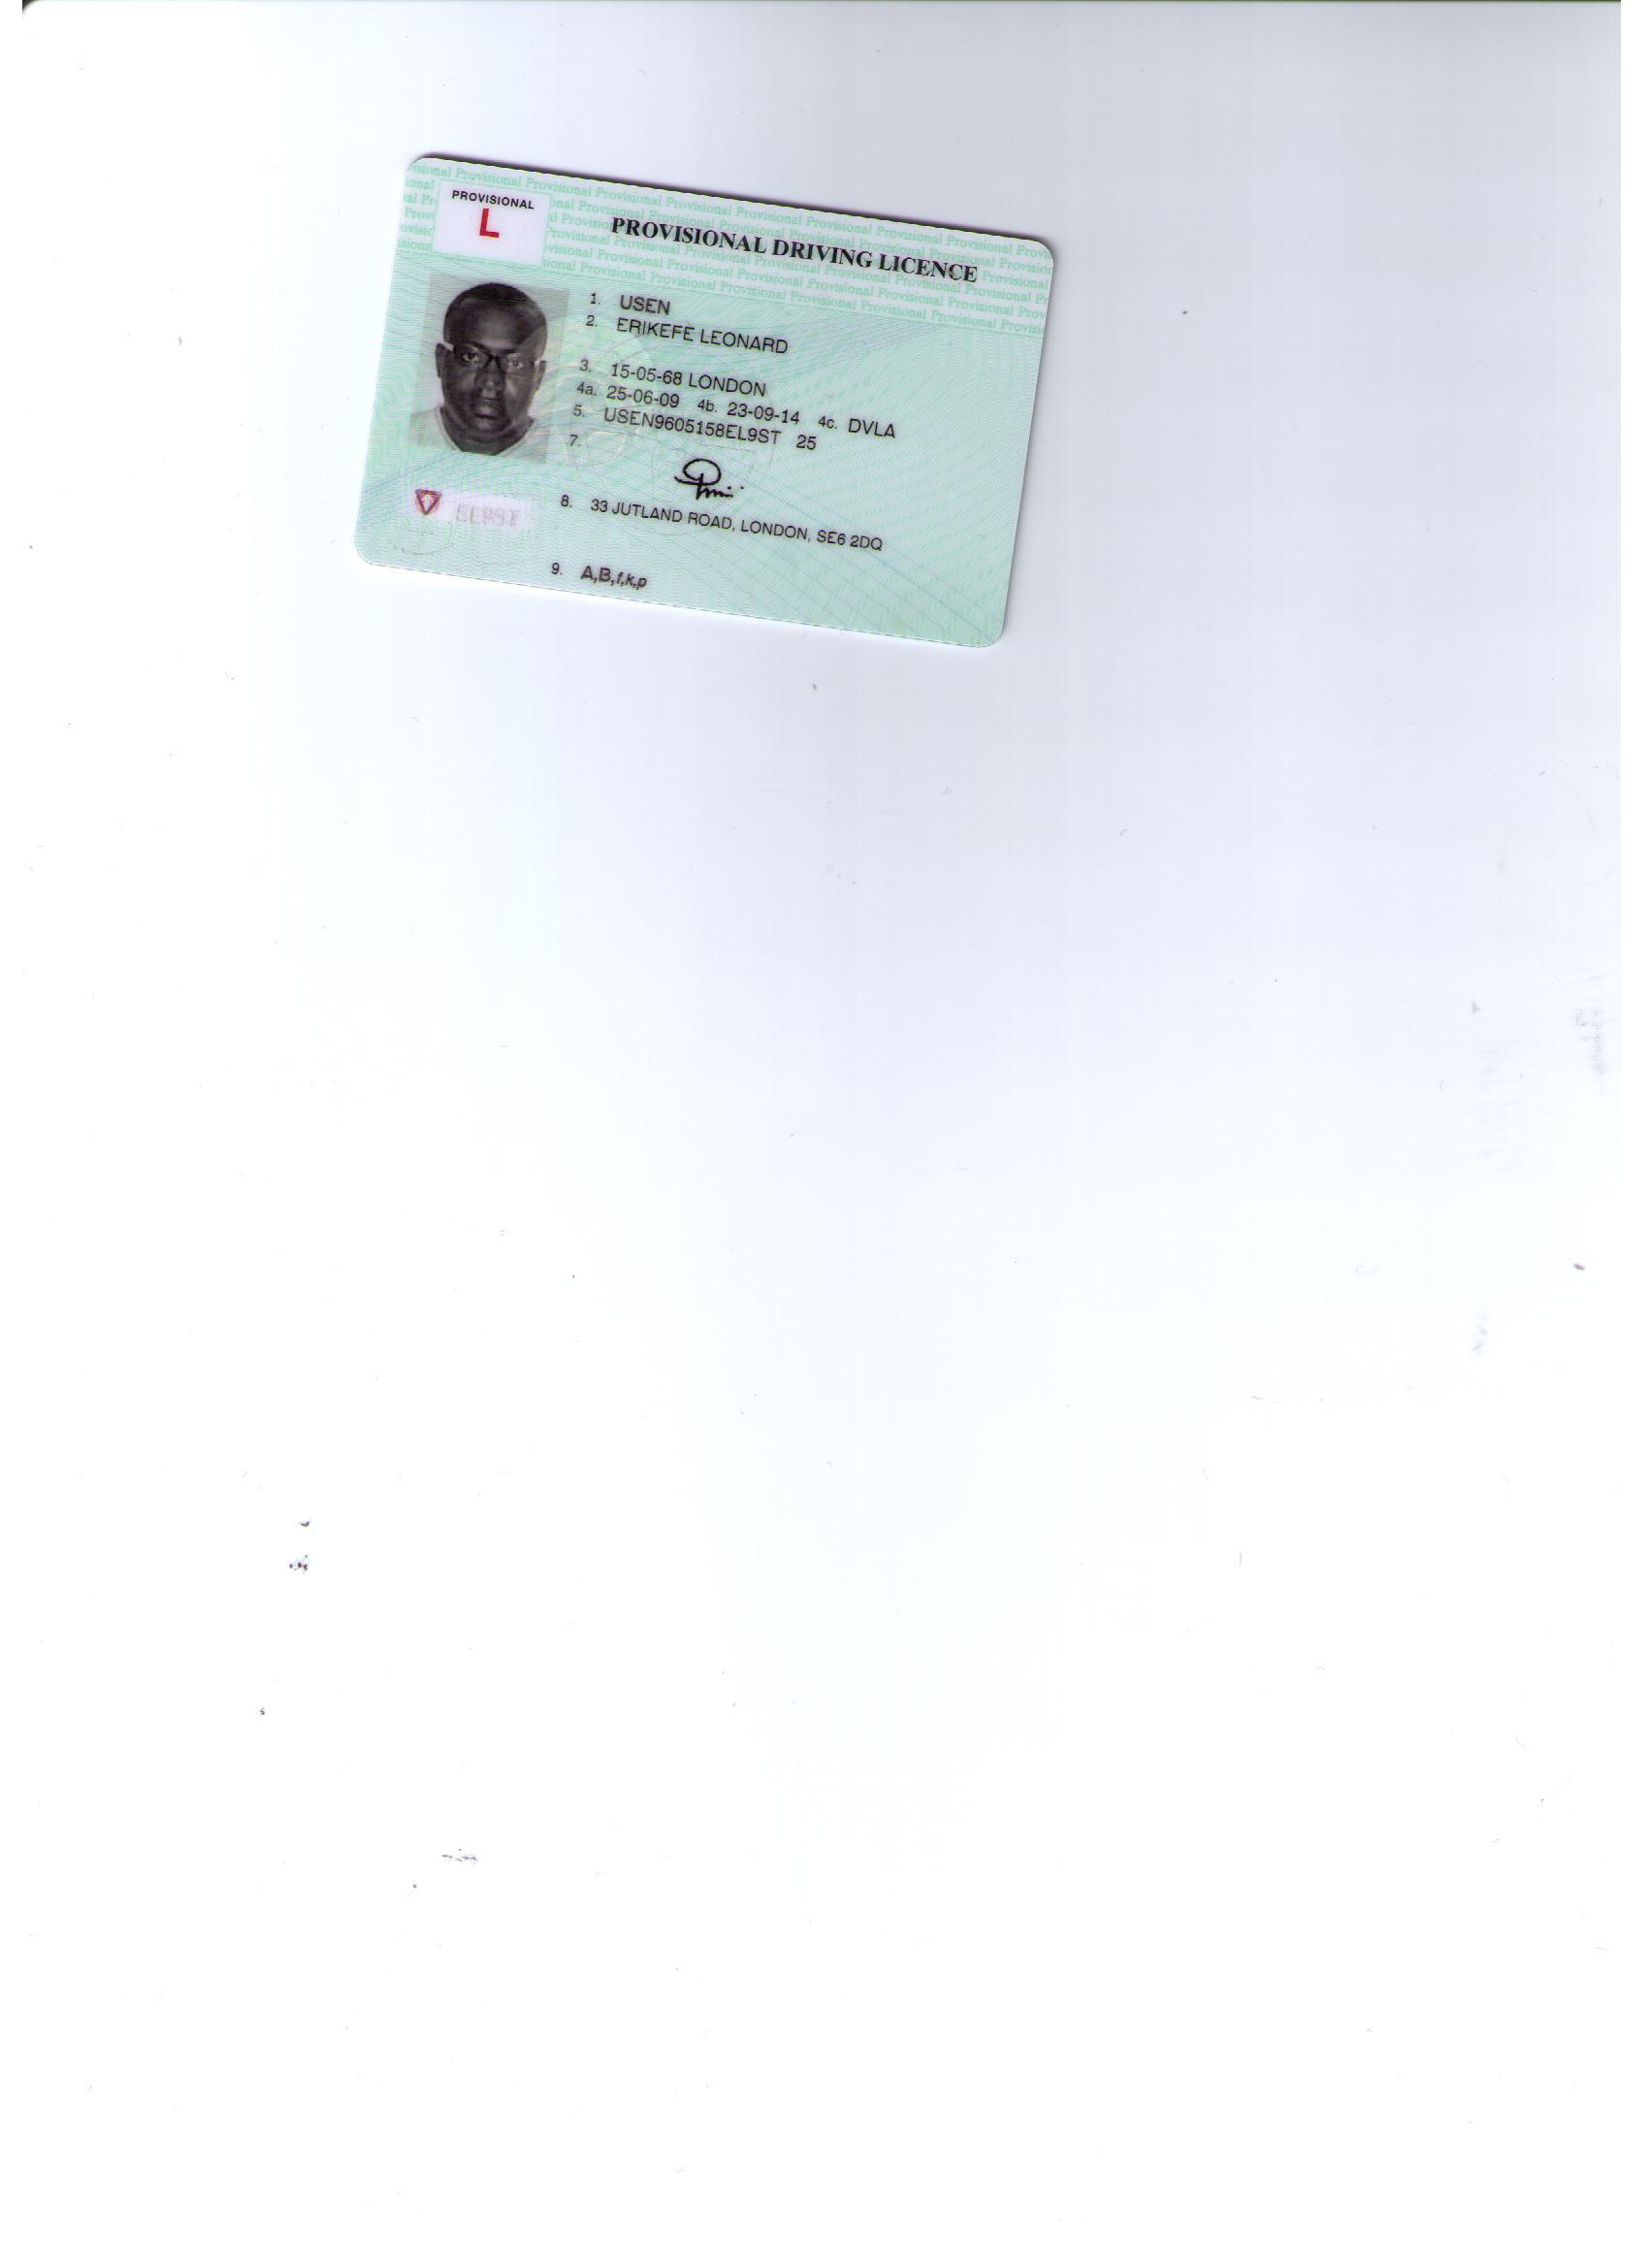 PROVISIONAL
L
PROVISIONAL DRIVING LICENCE
1. USEN
2. ERIKEFE LEONARD
3. 15-05-68 LONDON
4a. 25-06-09 4b. 23-09-14 4c. DVLA
5. USEN9605158EL9ST 25
7.
8. 33 JUTLAND ROAD, LONDON, SE6 2DQ
9. A,B,f,k,p